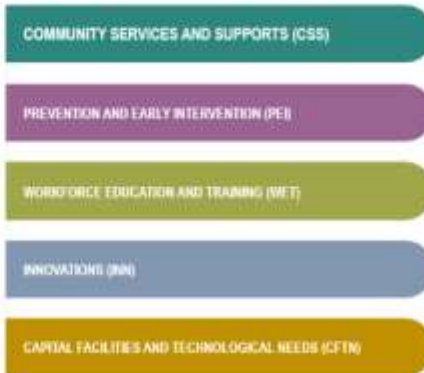 COMMUNITY SERVICES AND SUPPORTS (CSS)
PREVENTION AND EARLY INTERVENTION (PEI)
WORKFORCE EDUCATION AND TRAINING (WET)
INNOVATIONS (INN)
CAPITAL FACILITIES AND TECHNOLOGICAL NEEDS (CFTN)